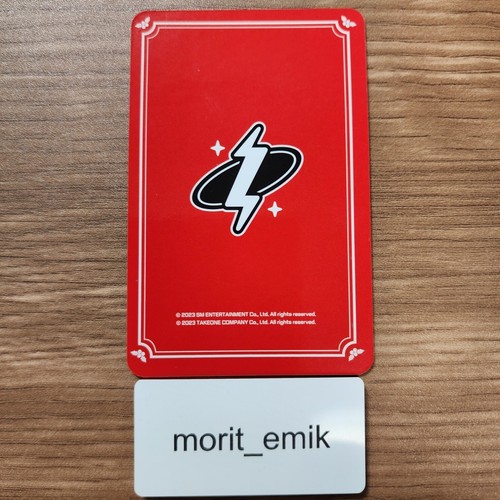 © 2023 SM ENTERTAINMENT Co., Ltd. All rights reserved.
© 2023 TAKEONE COMPANY Co., Ltd. All rights reserved.
morit_emik